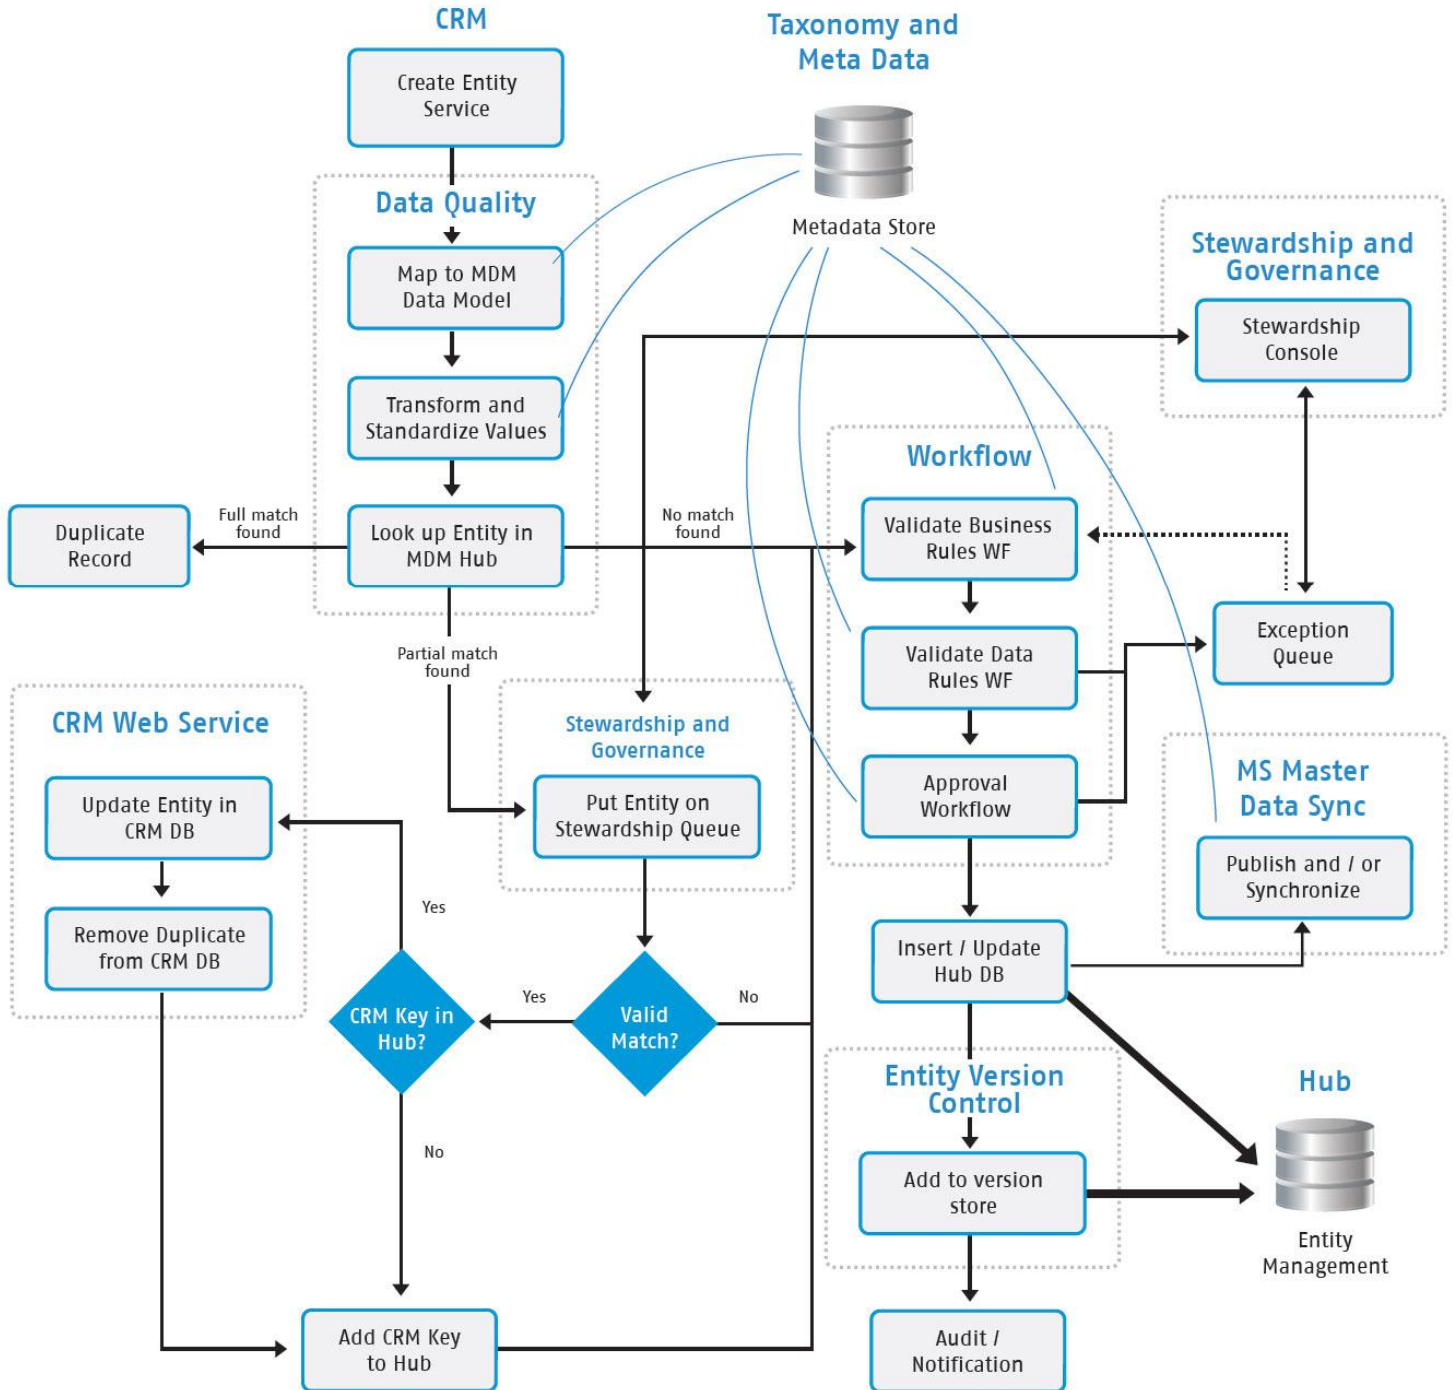 CRM
Create Entity
Service
Taxonomy and
Meta Data
Metadata Store
Data Quality
Map to MDM
Data Model
Transform and
Standardize Values
Look up Entity in
MDM Hub
Full match
found
Duplicate
Record
No match
found
Partial match
found
Stewardship and
Governance
Stewardship
Console
Workflow
Validate Business
Rules WF
Validate Data
Rules WF
Approval
Workflow
Exception
Queue
CRM Web Service
Update Entity in
CRM DB
Remove Duplicate
from CRM DB
Stewardship and
Governance
Put Entity on
Stewardship Queue
MS Master
Data Sync
Publish and / or
Synchronize
Insert / Update
Hub DB
Yes
CRM Key in
Hub?
Yes
Valid
Match?
No
No
Entity Version
Control
Add to version
store
Hub
Entity
Management
Add CRM Key
to Hub
Audit /
Notification